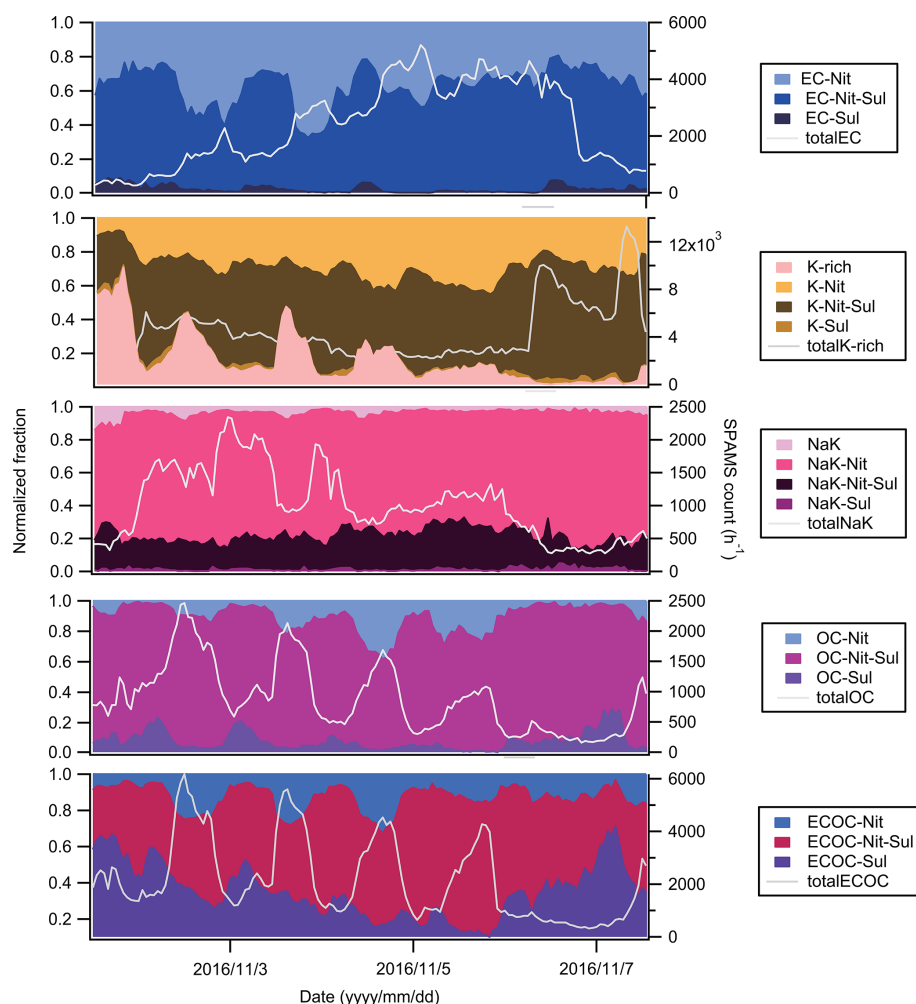 1.0
0.8
0.6
0.4
0.2
0.0
6000
4000
2000
0
EC-Nit
EC-Nit-Sul
EC-Sul
totalEC
1.0
0.8
0.6
0.4
0.2
12x10³
8
4
0
K-rich
K-Nit
K-Nit-Sul
K-Sul
totalK-rich
Normalized fraction
1.0
0.8
0.6
0.4
0.2
0.0
2500
2000
1500
1000
500
0
SPAMS count (h⁻¹)
NaK
NaK-Nit
NaK-Nit-Sul
NaK-Sul
totalNaK
1.0
0.8
0.6
0.4
0.2
0.0
2500
2000
1500
1000
500
0
OC-Nit
OC-Nit-Sul
OC-Sul
totalOC
1.0
0.8
0.6
0.4
0.2
6000
4000
2000
0
ECOC-Nit
ECOC-Nit-Sul
ECOC-Sul
totalECOC
2016/11/3
2016/11/5
2016/11/7
Date (yyyy/mm/dd)